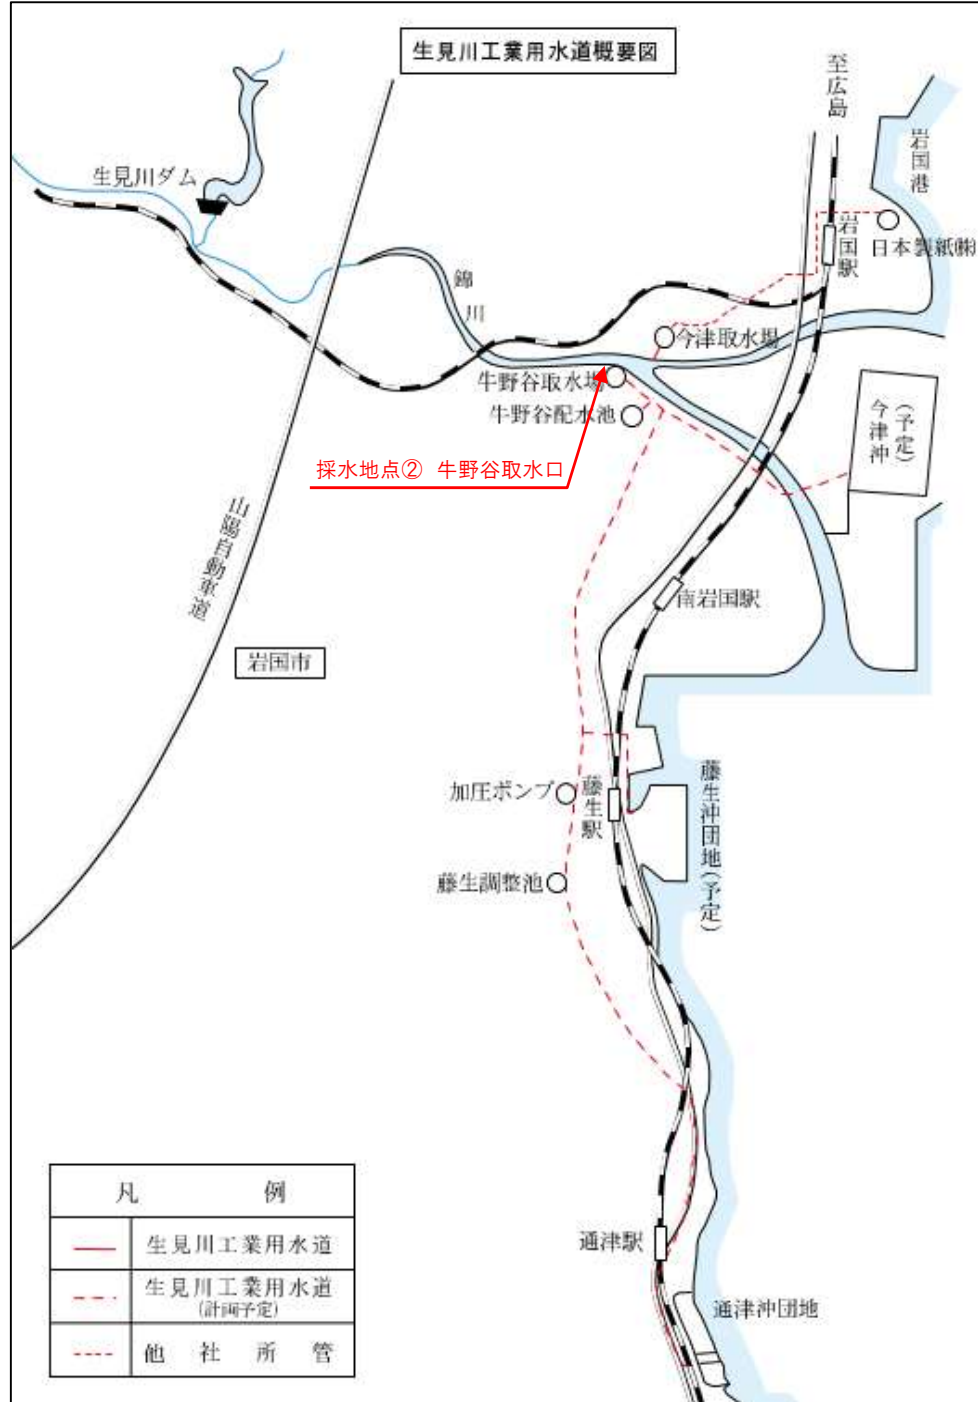 生見川工業用水道概要図
至広島
岩国港
生見川ダム
岩国駅
日本製紙㈱
錦川
今津取水場
牛野谷取水場
牛野谷配水池
今津沖
(予定)
採水地点② 牛野谷取水口
山陽自動車道
南岩国駅
岩国市
藤生沖団地(予定)
加圧ポンプ
藤生駅
藤生調整池
凡 例
生見川工業用水道
生見川工業用水道
(計画予定)
他社所管
通津駅
通津沖団地